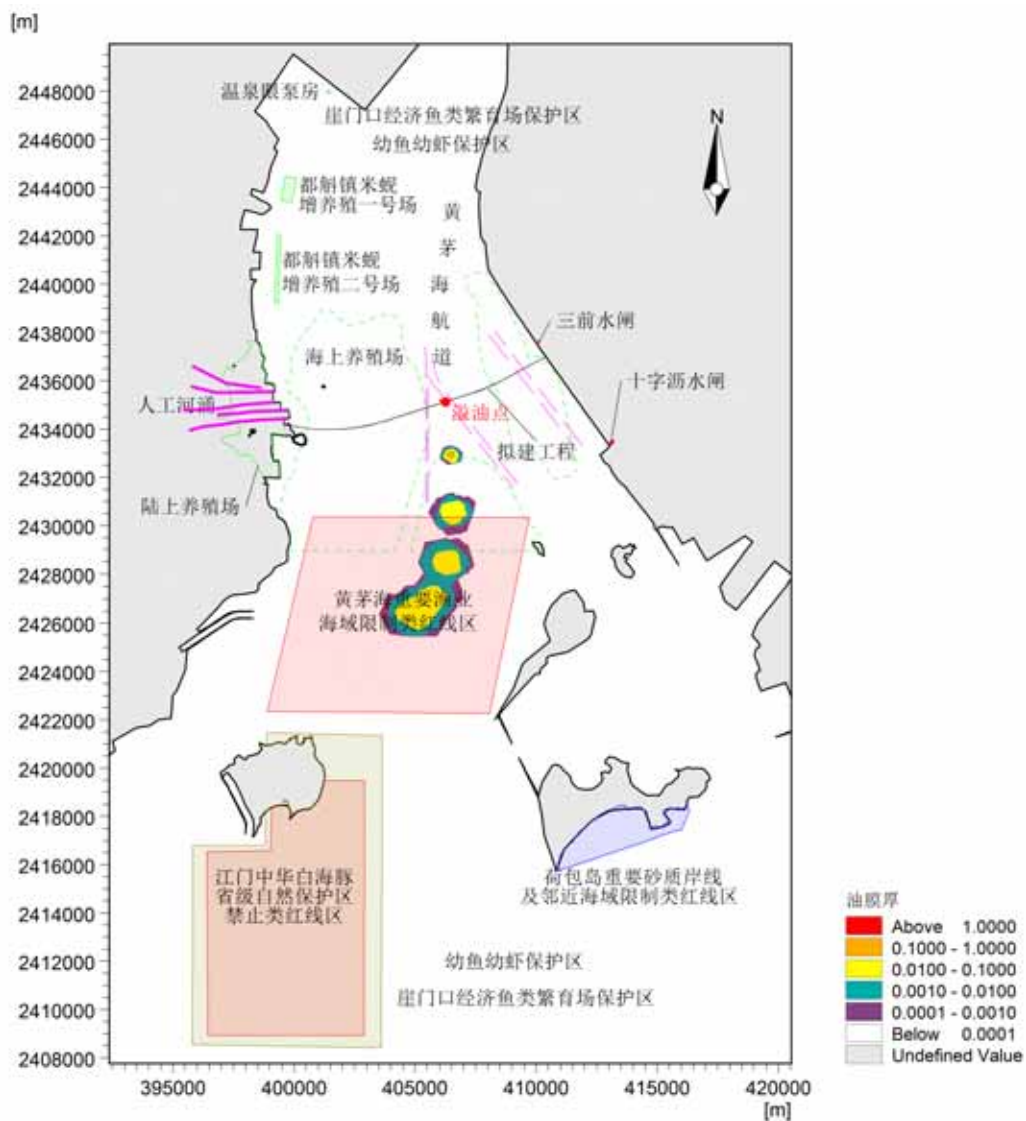 [m]
2448000
2446000
2444000
2442000
2440000
2438000
2436000
2434000
2432000
2430000
2428000
2426000
2424000
2422000
2420000
2418000
2416000
2414000
2412000
2410000
2408000
温泉眼泵房
崖门口经济鱼类繁育场保护区
幼鱼幼虾保护区
N
都斛镇米蚬
增养殖一号场
都斛镇米蚬
增养殖二号场
黄
茅
海
航
道
三前水闸
海上养殖场
十字沥水闸
人工河涌
溢油点
拟建工程
陆上养殖场
黄茅海重要渔业
海域限制类红线区
江门中华白海豚
省级自然保护区
禁止类红线区
荷包岛重要砂质岸线
及邻近海域限制类红线区
幼鱼幼虾保护区
崖门口经济鱼类繁育场保护区
油膜厚
Above 1.0000
0.1000 - 1.0000
0.0100 - 0.1000
0.0010 - 0.0100
0.0001 - 0.0010
Below 0.0001
Undefined Value
395000 400000 405000 410000 415000 420000
[m]